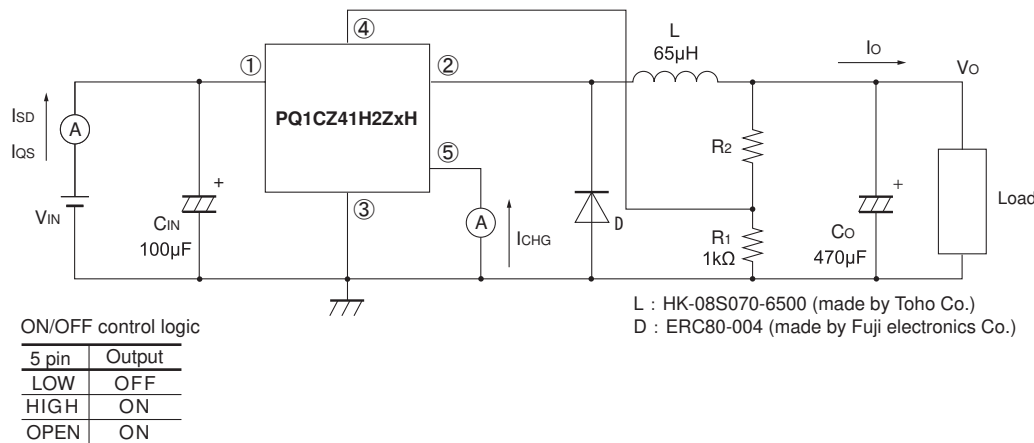 ④
L
65µH
IO
①
②
VO
PQ1CZ41H2ZxH
ISD
A
IQS
R2
⑤
+
+
Load
VIN
③
A
D
CIN
100µF
ICHG
R1
1kΩ
CO
470µF
L : HK-08S070-6500 (made by Toho Co.)
D : ERC80-004 (made by Fuji electronics Co.)
ON/OFF control logic
5 pin Output
LOW OFF
HIGH ON
OPEN ON